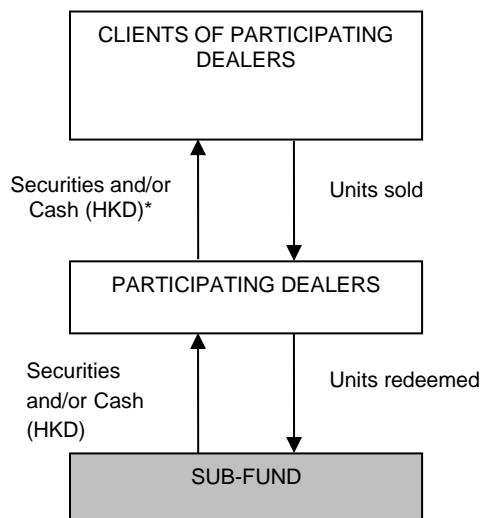 CLIENTS OF PARTICIPATING
DEALERS
Securities and/or
Cash (HKD)*
Units sold
PARTICIPATING DEALERS
Securities
and/or Cash
(HKD)
Units redeemed
SUB-FUND